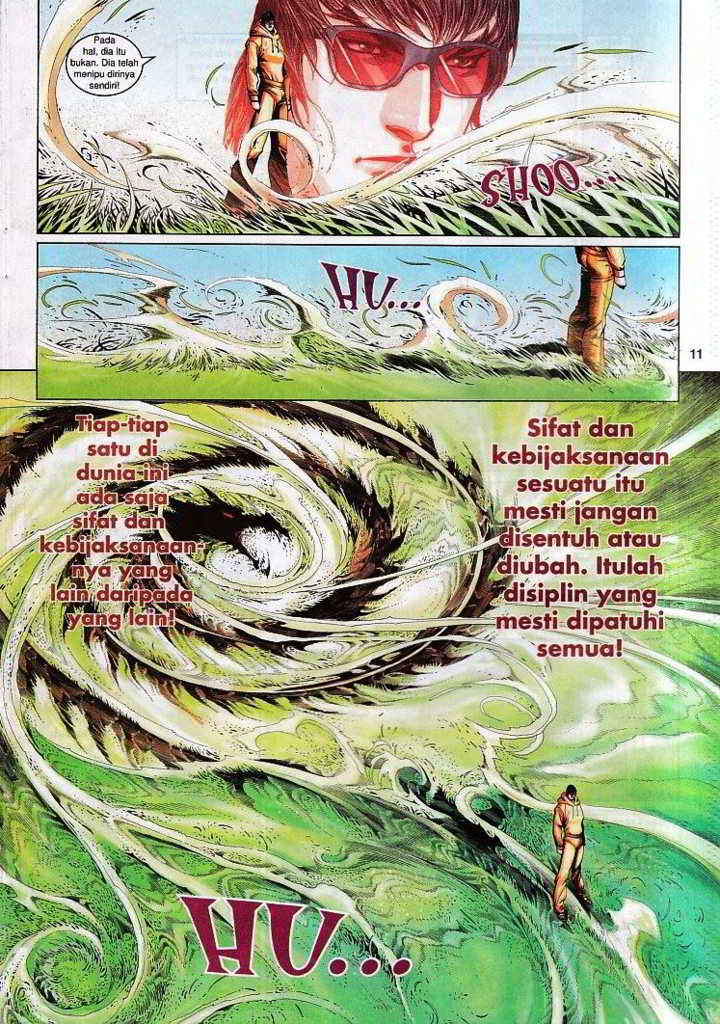 Pada
hal, dia itu
bukan. Dia telah
menipu dirinya
sendiri!
SHOO...
HU...
11
Tiap-tiap
satu di
dunia ini
ada saja
sifat dan
kebijaksanaan-
nya yang
lain daripada
yang lain!
Sifat dan
kebijaksanaan
sesuatu itu
mesti jangan
disentuh atau
diubah. Itulah
disiplin yang
mesti dipatuhi
semua!
HU...